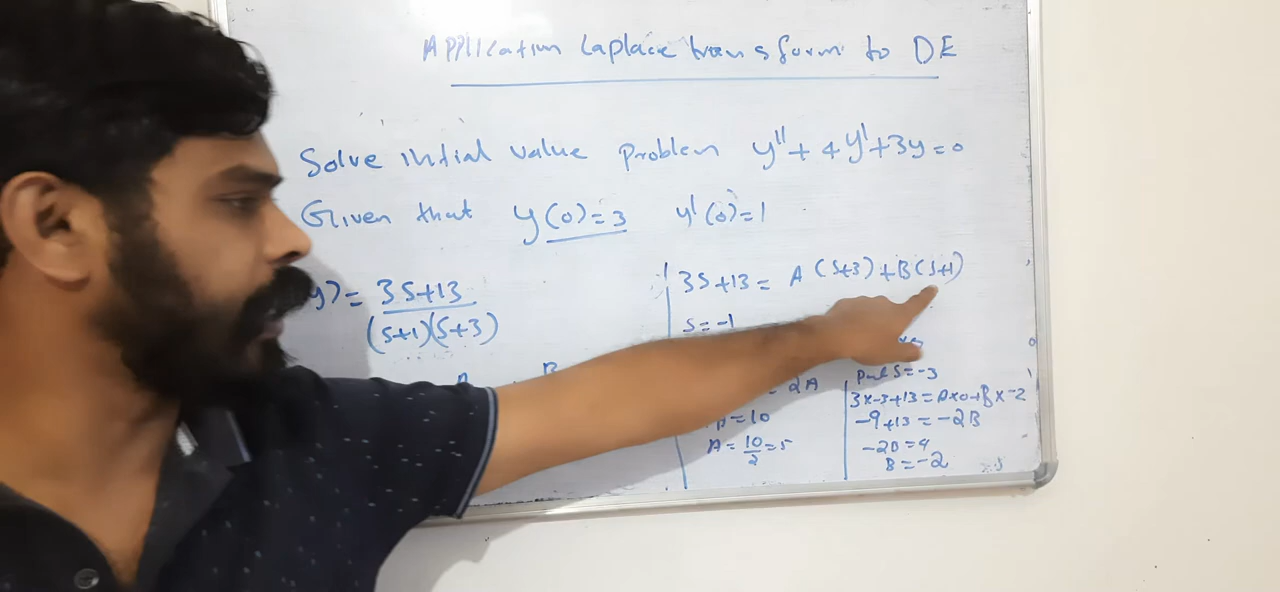 Application Laplace transform to DE
Solve initial value problem y''+4y'+3y=0
Given that y(0)=3 y'(0)=1
y)= 3s+13
(s+1)(s+3)
B
3s+13= A (s+3)+B(s+1)
s=-1
= 2A
=10
A= 10/2 =5
Put s=-3
3x-3+13=Ax0+Bx-2
-9+13=-2B
-2B=4
B=-2